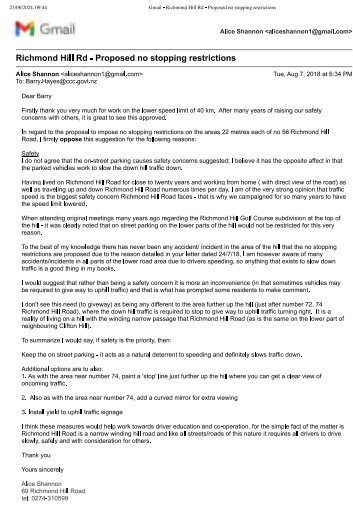 23/08/2024, 09:44 Gmail - Richmond Hill Rd - Proposed no stopping restrictions
Gmail Alice Shannon <aliceshannon1@gmail.com>
Richmond Hill Rd - Proposed no stopping restrictions
Alice Shannon <aliceshannon1@gmail.com> Tue, Aug 7, 2018 at 6:34 PM
To: Barry.Hayes@ccc.govt.nz
Dear Barry
Firstly thank you very much for work on the lower speed limit of 40 km. After many years of raising our safety
concerns with others, it is great to see this approved.
In regard to the proposal to impose no stopping restrictions on the areas 22 metres each of no 56 Richmond Hill
Road, I firmly oppose this suggestion for the following reasons:
Safety
I do not agree that the on-street parking causes safety concerns suggested; I believe it has the opposite affect in that
the parked vehicles work to slow the down hill traffic down.
Having lived on Richmond Hill Road for close to twenty years and working from home ( with direct view of the road) as
well as traveling up and down Richmond Road numerous times per day, I am of the very strong opinion that traffic
speed is the biggest safety concern Richmond Hill Road faces - that is why we campaigned for so many years to have
the speed limit lowered.
When attending original meetings many years ago regarding the Richmond Hill Golf Course subdivision at the top of
the hill - it was clearly noted that on street parking on the lower parts of the hill would not be restricted for this very
reason.
To the best of my knowledge there has never been any accident/ incident in the area of hill that the no stopping
restrictions are proposed due to the reason detailed in your letter dated 24/7/18, I am however aware of many
accidents/incidents in all parts of the lower road area due to drivers speeding, so anything that exists to slow down
traffic is a good thing in my books.
I would suggest that rather than being a safety concern it is more an inconvenience (in that sometimes vehicles may
be required to give way to uphill traffic) and that is what has prompted some residents to make comment.
I don't see this need (to giveway) as being any different to the area further up the hill (just after number 72, 74
Richmond Hill Road), where the down hill traffic is required to stop to give way to uphill traffic turning right. It is a
reality of living on a hill with the winding narrow passage that Richmond Hill Road is (as is the same on the lower part of
neighbouring Clifton Hill).
To summarize I would say, if safety is the priority, then:
Keep the on street parking - it acts as a natural deterrent to speeding and definitely slows traffic down.
Additional options are to also:
1. As with the area near number 74, paint a 'stop' line just further up the hill where you can get a clear view of
oncoming traffic.
2. Also as with the area near number 74, add a curved mirror for extra viewing
3. Install yield to uphill traffic signage
I think these measures would help work towards driver education and co-operation, for the simple fact of the matter is
Richmond Hill Road is a narrow winding hill road and like all streets/roads of this nature it requires all drivers to drive
slowly, safely and with consideration for others.
Thank you
Yours sincerely
Alice Shannon
69 Richmond Hill Road
tel: 0274-310599